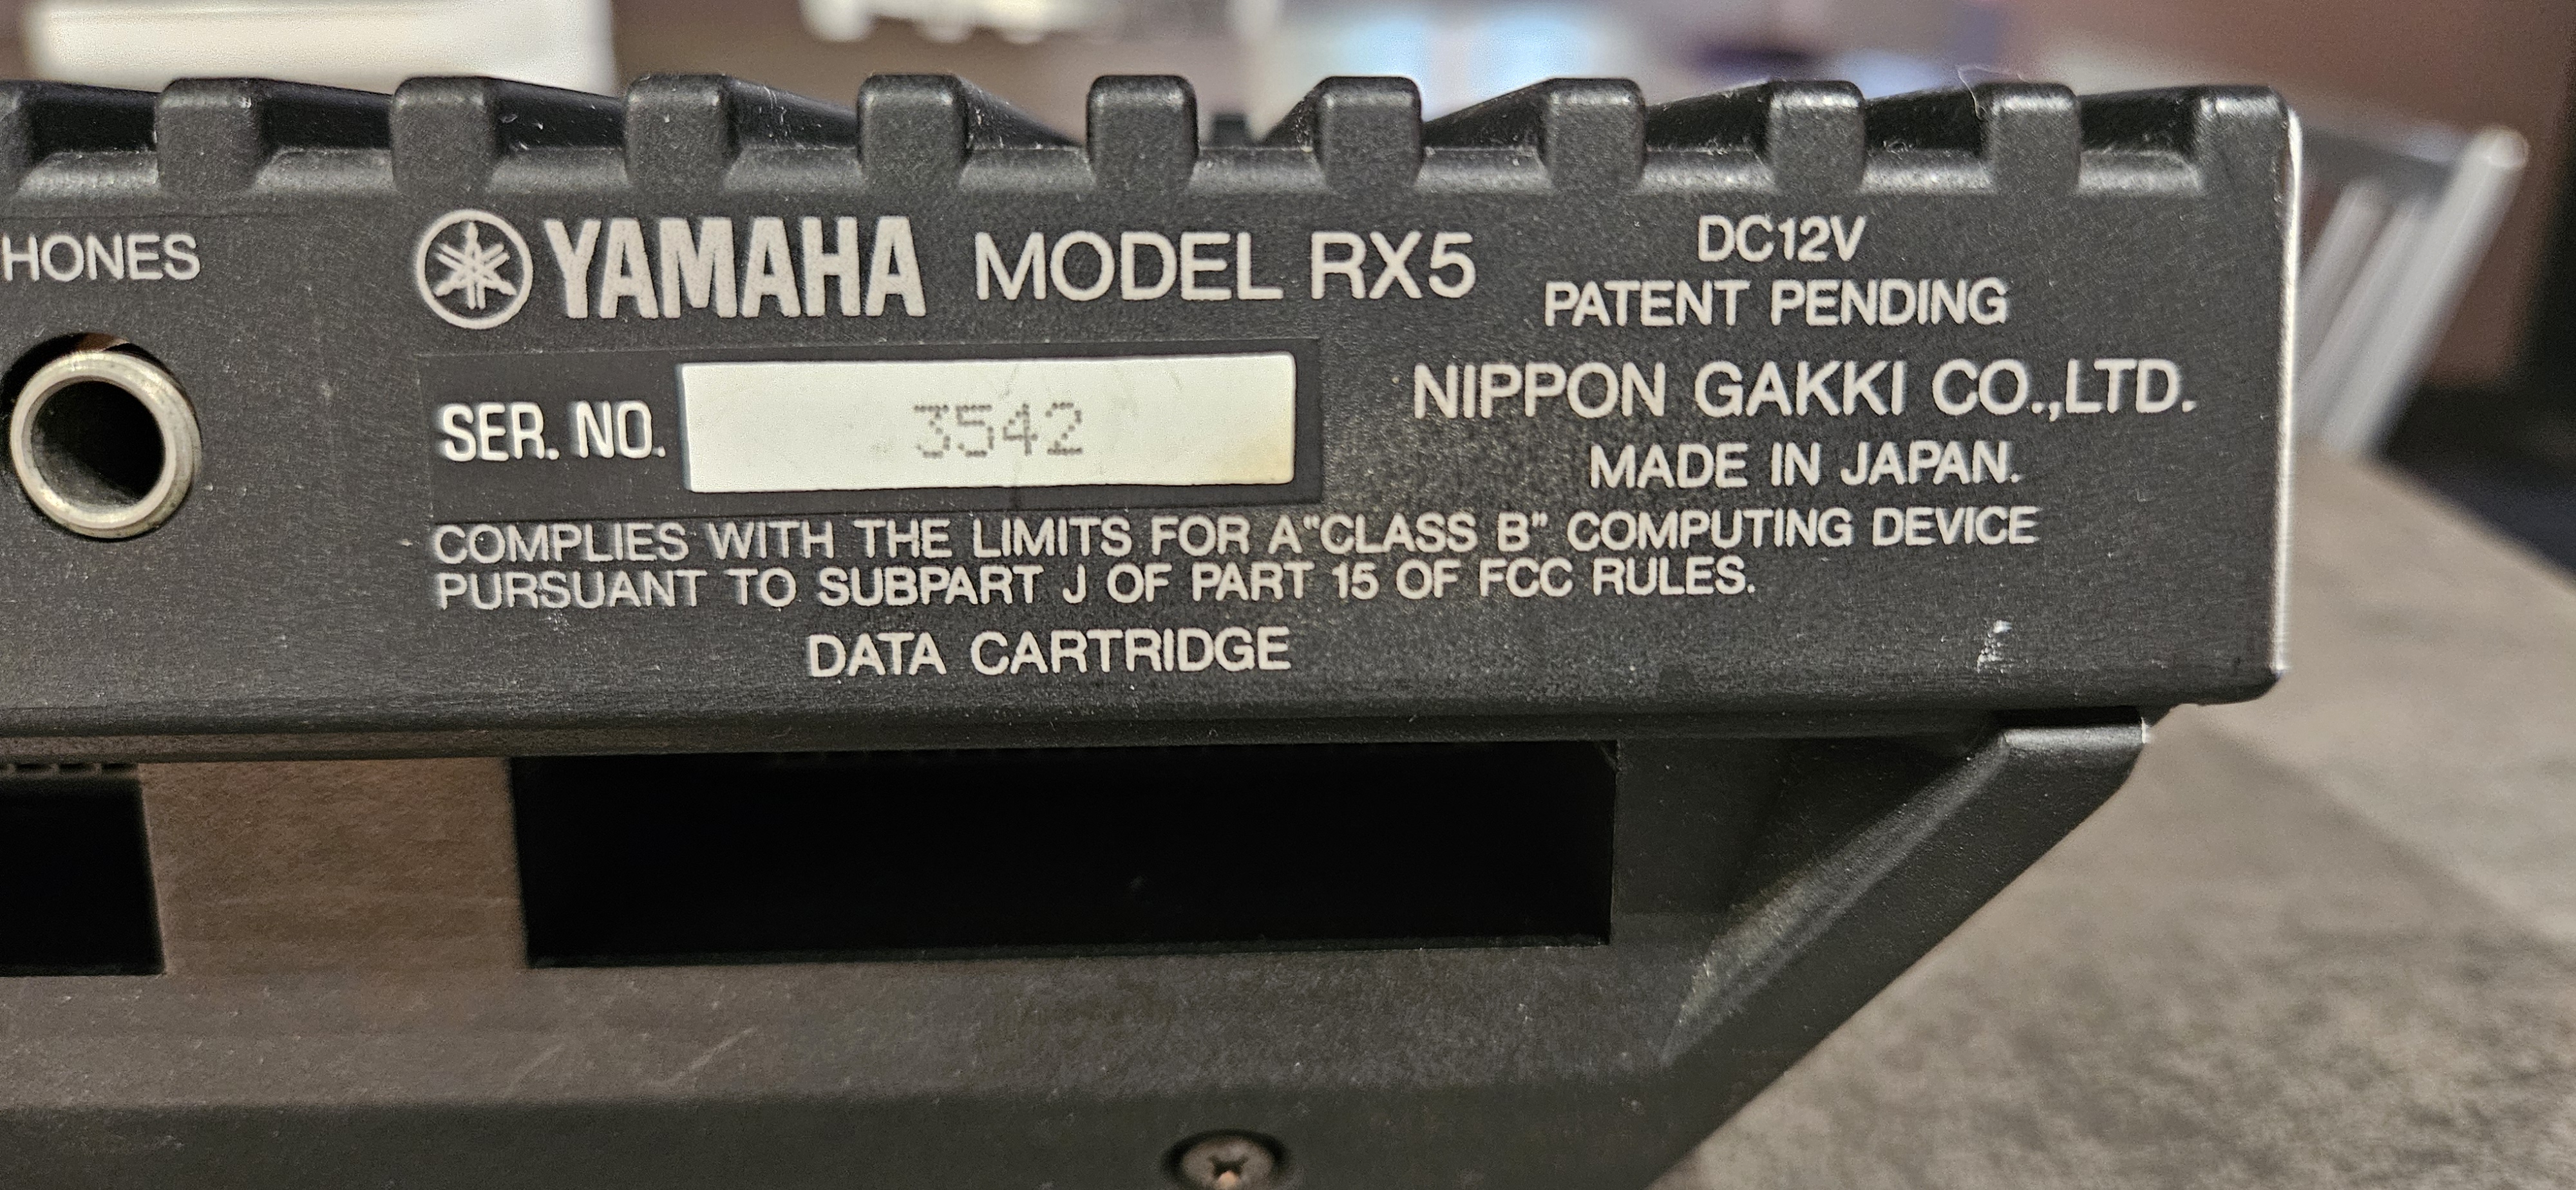 HONES
YAMAHA MODEL RX5
DC12V
PATENT PENDING
SER. NO. 3542
NIPPON GAKKI CO.,LTD.
MADE IN JAPAN.
COMPLIES WITH THE LIMITS FOR A"CLASS B" COMPUTING DEVICE
PURSUANT TO SUBPART J OF PART 15 OF FCC RULES.
DATA CARTRIDGE